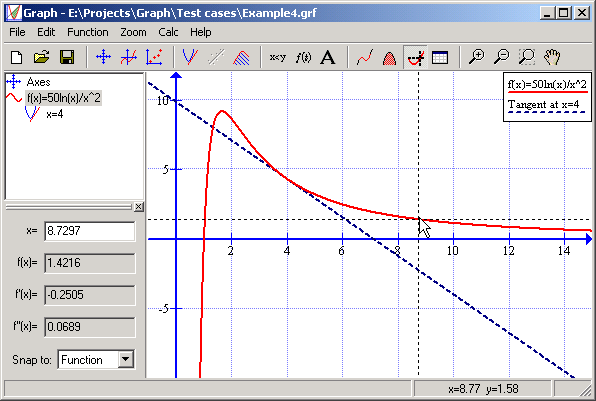 Graph - E:\Projects\Graph\Test cases\Example4.grf
File Edit Function Zoom Calc Help
x<y f(x) A
Axes
f(x)=50ln(x)/x^2
x=4
x= 8.7297
f(x)= 1.4216
f'(x)= -0.2505
f''(x)= 0.0689
Snap to: Function
f(x)=50ln(x)/x^2
Tangent at x=4
10
5
-5
2 4 6 8 10 12 14
x=8.77 y=1.58